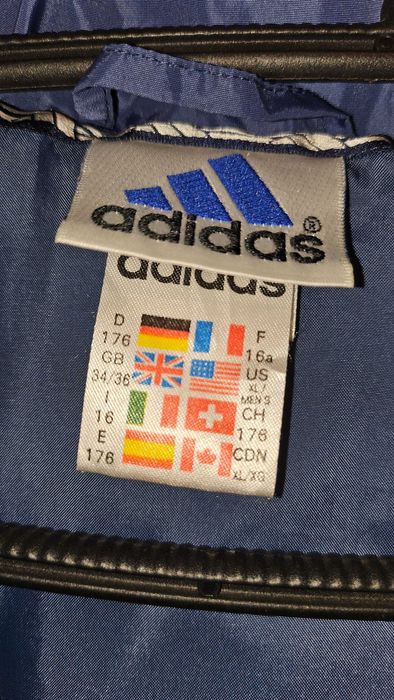 adidas®
adidas
D F
176 16a
GB US
34/36 XL/
MEN S
I CH
16 176
E CDN
176 XL/XG